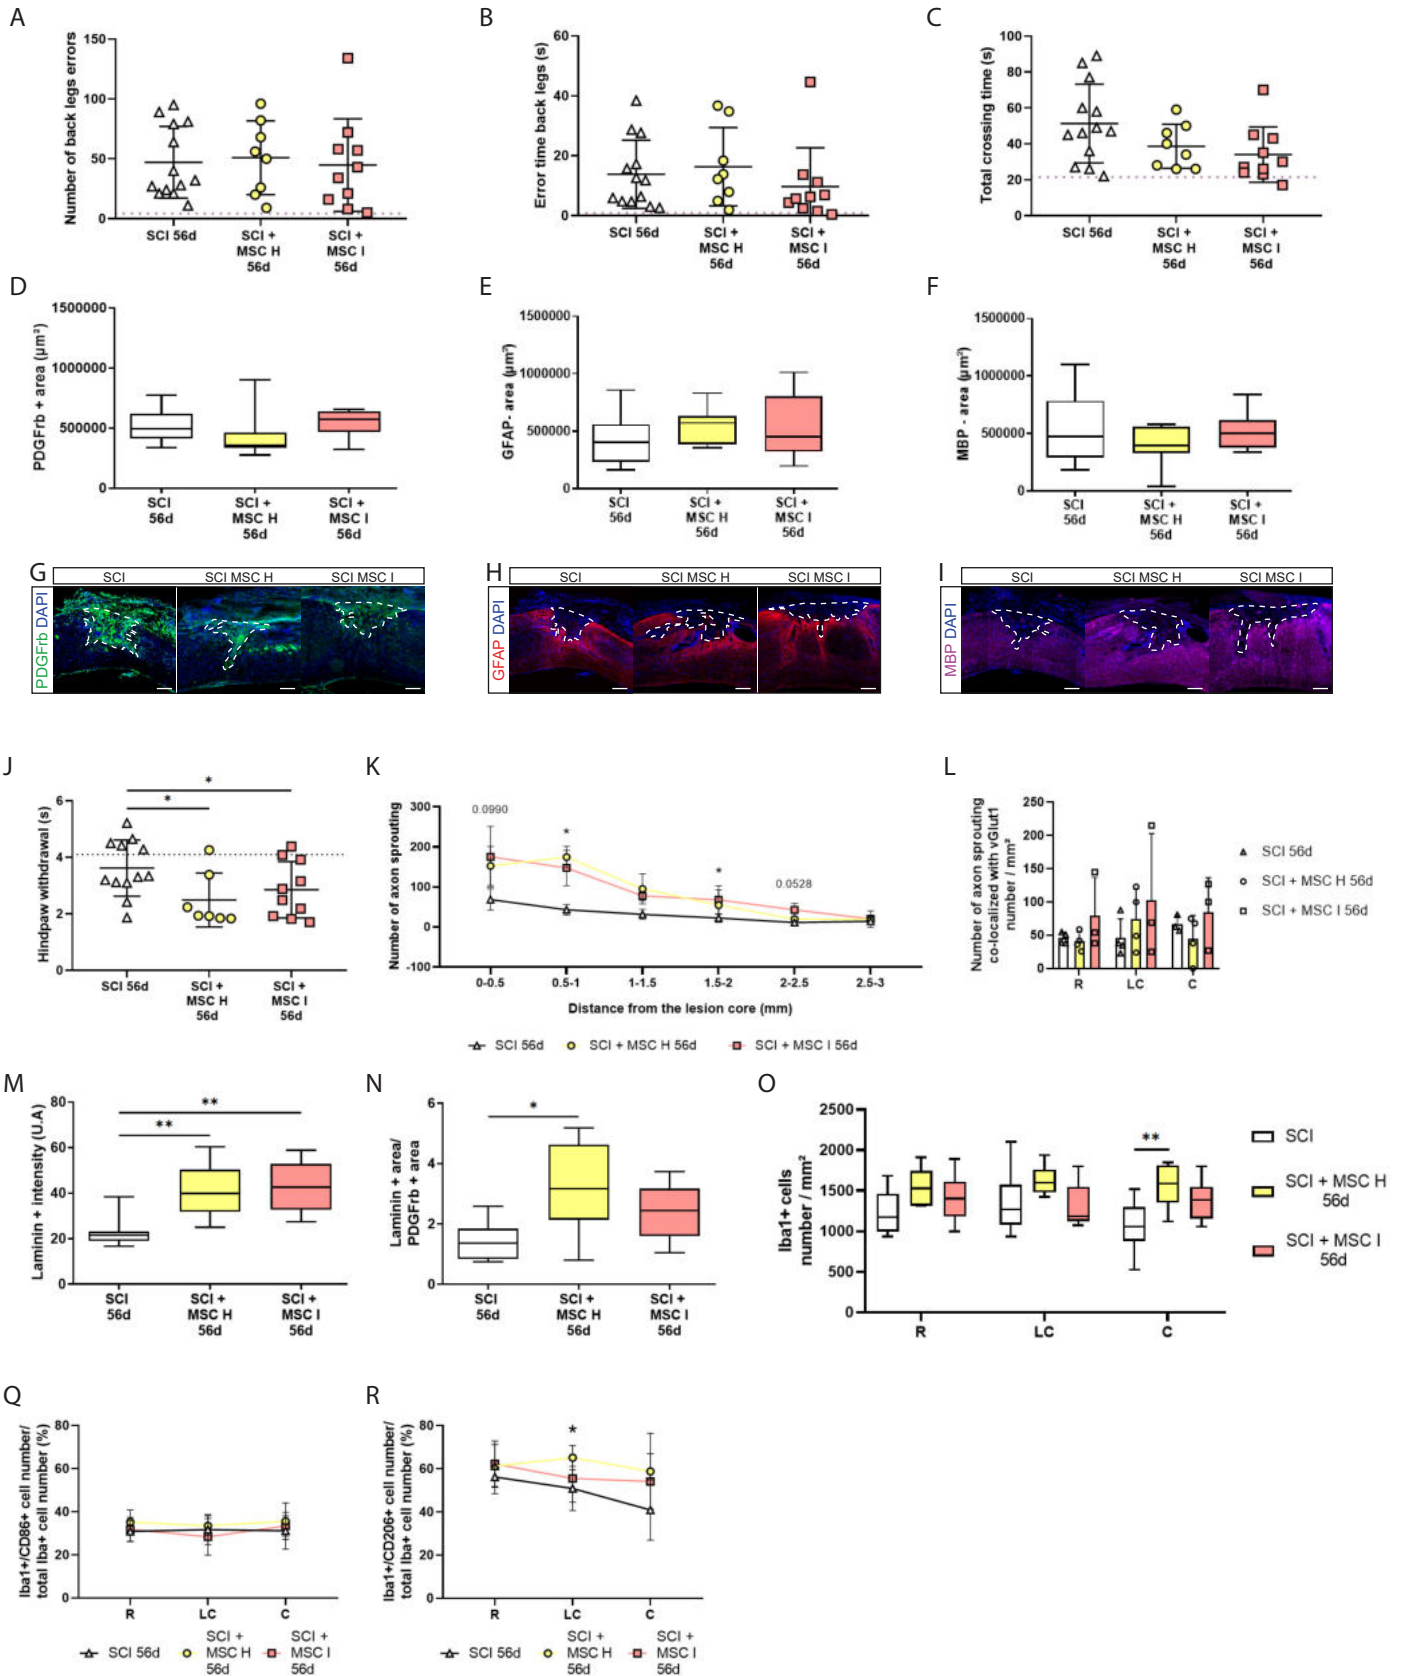 A
Number of back legs errors
150
100
50
0
SCI 56d
SCI +
MSC H
56d
SCI +
MSC I
56d
B
Error time back legs (s)
60
40
20
0
SCI 56d
SCI +
MSC H
56d
SCI +
MSC I
56d
C
Total crossing time (s)
100
80
60
40
20
0
SCI 56d
SCI +
MSC H
56d
SCI +
MSC I
56d
D
PDGFrb + area (µm²)
1500000
1000000
500000
0
SCI
56d
SCI +
MSC H
56d
SCI +
MSC I
56d
E
GFAP- area (µm²)
1500000
1000000
500000
0
SCI
56d
SCI +
MSC H
56d
SCI +
MSC I
56d
F
MBP - area (µm²)
1500000
1000000
500000
0
SCI
56d
SCI +
MSC H
56d
SCI +
MSC I
56d
G
SCI
SCI MSC H
SCI MSC I
PDGFrb DAPI
H
SCI
SCI MSC H
SCI MSC I
GFAP DAPI
I
SCI
SCI MSC H
SCI MSC I
MBP DAPI
J
Hindpaw withdrawal (s)
6
4
2
0
*
*
SCI 56d
SCI +
MSC H
56d
SCI +
MSC I
56d
K
Number of axon sprouting
300
200
100
0
-100
0.0990
*
*
0.0528
0-0.5
0.5-1
1-1.5
1.5-2
2-2.5
2.5-3
Distance from the lesion core (mm)
SCI 56d
SCI + MSC H 56d
SCI + MSC I 56d
L
Number of axon sprouting
co-localized with vGlut1
number / mm²
250
200
150
100
50
0
R
LC
C
SCI 56d
SCI + MSC H 56d
SCI + MSC I 56d
M
Laminin + intensity (U.A)
80
60
40
20
0
**
**
SCI
56d
SCI +
MSC H
56d
SCI +
MSC I
56d
N
Laminin + area/
PDGFrb + area
6
4
2
0
*
SCI
56d
SCI +
MSC H
56d
SCI +
MSC I
56d
O
Iba1+ cells
number / mm²
2500
2000
1500
1000
500
0
**
R
LC
C
SCI
SCI + MSC H
56d
SCI + MSC I
56d
Q
Iba1+/CD86+ cell number/
total Iba+ cell number (%)
80
60
40
20
0
R
LC
C
SCI 56d
SCI +
MSC H
56d
SCI +
MSC I
56d
R
Iba1+/CD206+ cell number/
total Iba+ cell number (%)
80
60
40
20
0
*
R
LC
C
SCI 56d
SCI +
MSC H
56d
SCI +
MSC I
56d